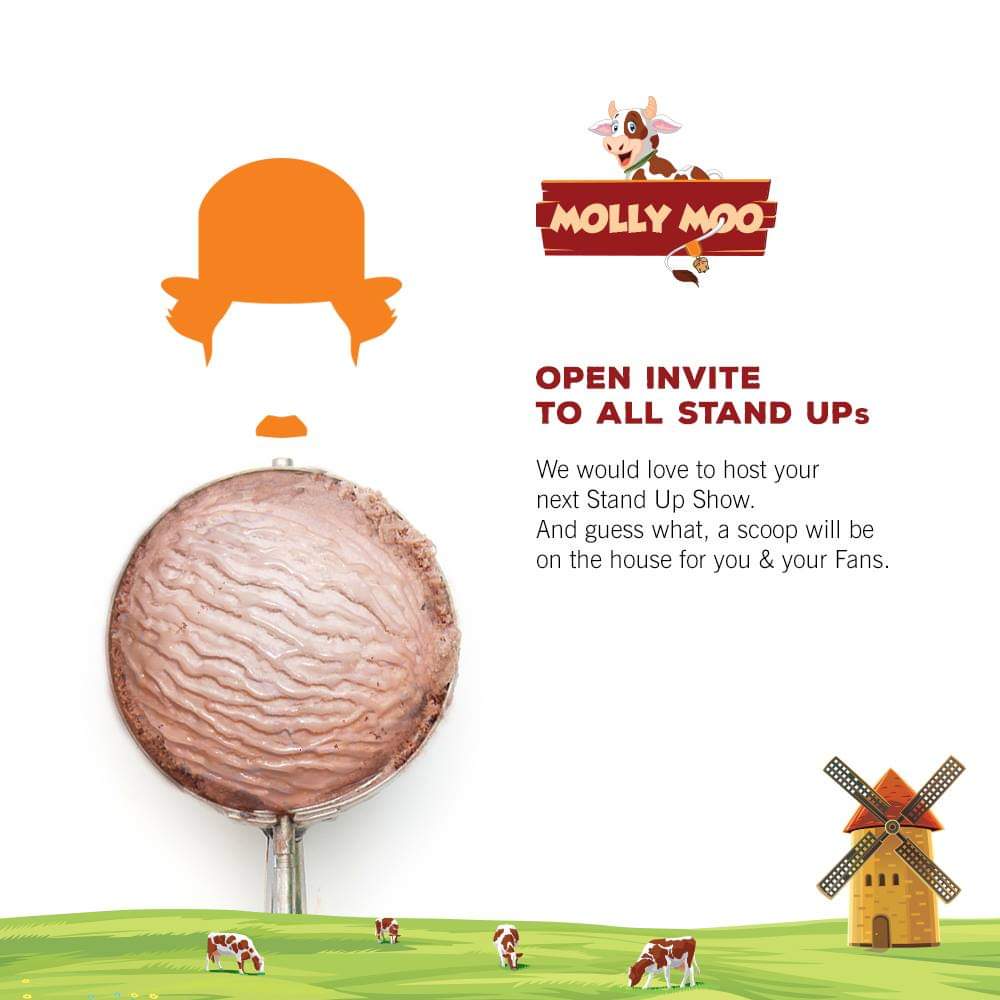 MOLLY MOO
OPEN INVITE
TO ALL STAND UPs
We would love to host your
next Stand Up Show.
And guess what, a scoop will be
on the house for you & your Fans.